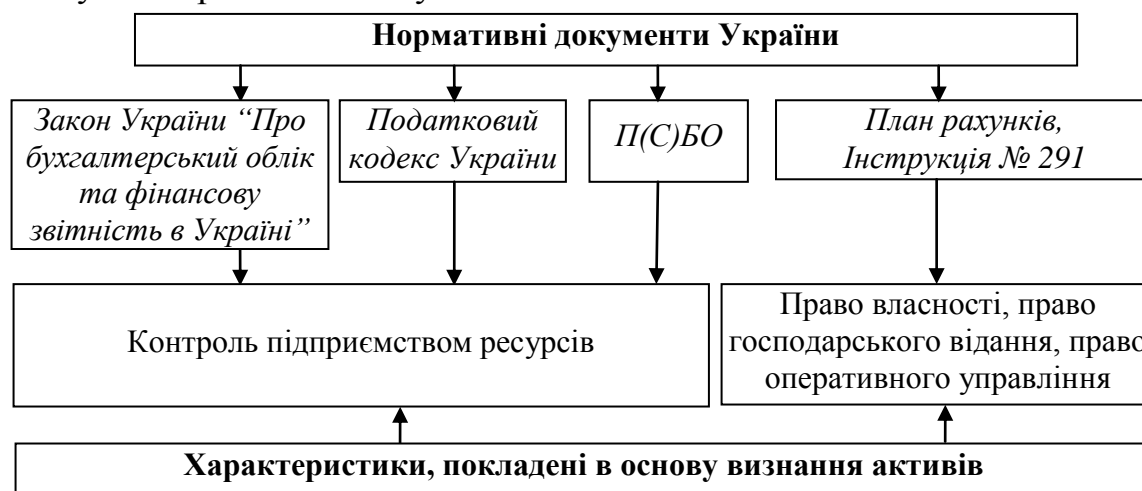 Нормативні документи України
Закон України “Про
бухгалтерський облік
та фінансову
звітність в Україні”
Податковий
кодекс України
П(С)БО
План рахунків,
Інструкція № 291
Контроль підприємством ресурсів
Право власності, право
господарського відання, право
оперативного управління
Характеристики, покладені в основу визнання активів